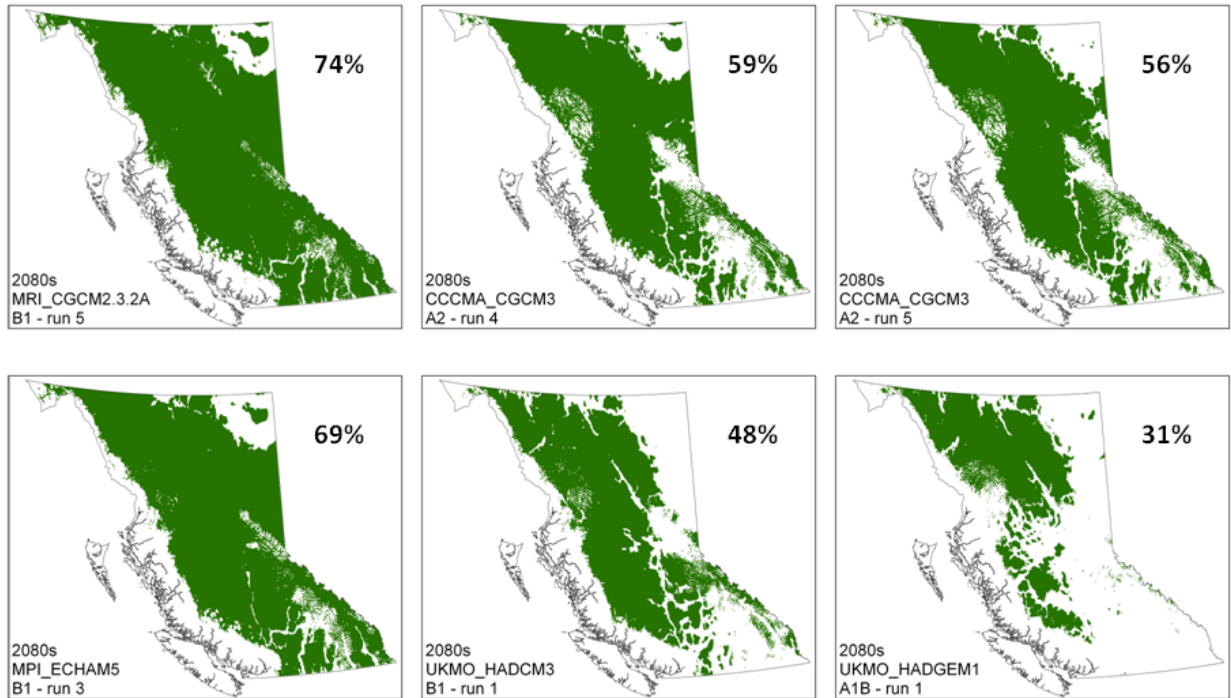 74%
2080s
MRI_CGCM2.3.2A
B1 - run 5
59%
2080s
CCCMA_CGCM3
A2 - run 4
56%
2080s
CCCMA_CGCM3
A2 - run 5
69%
2080s
MPI_ECHAM5
B1 - run 3
48%
2080s
UKMO_HADCM3
B1 - run 1
31%
2080s
UKMO_HADGEM1
A1B - run 1